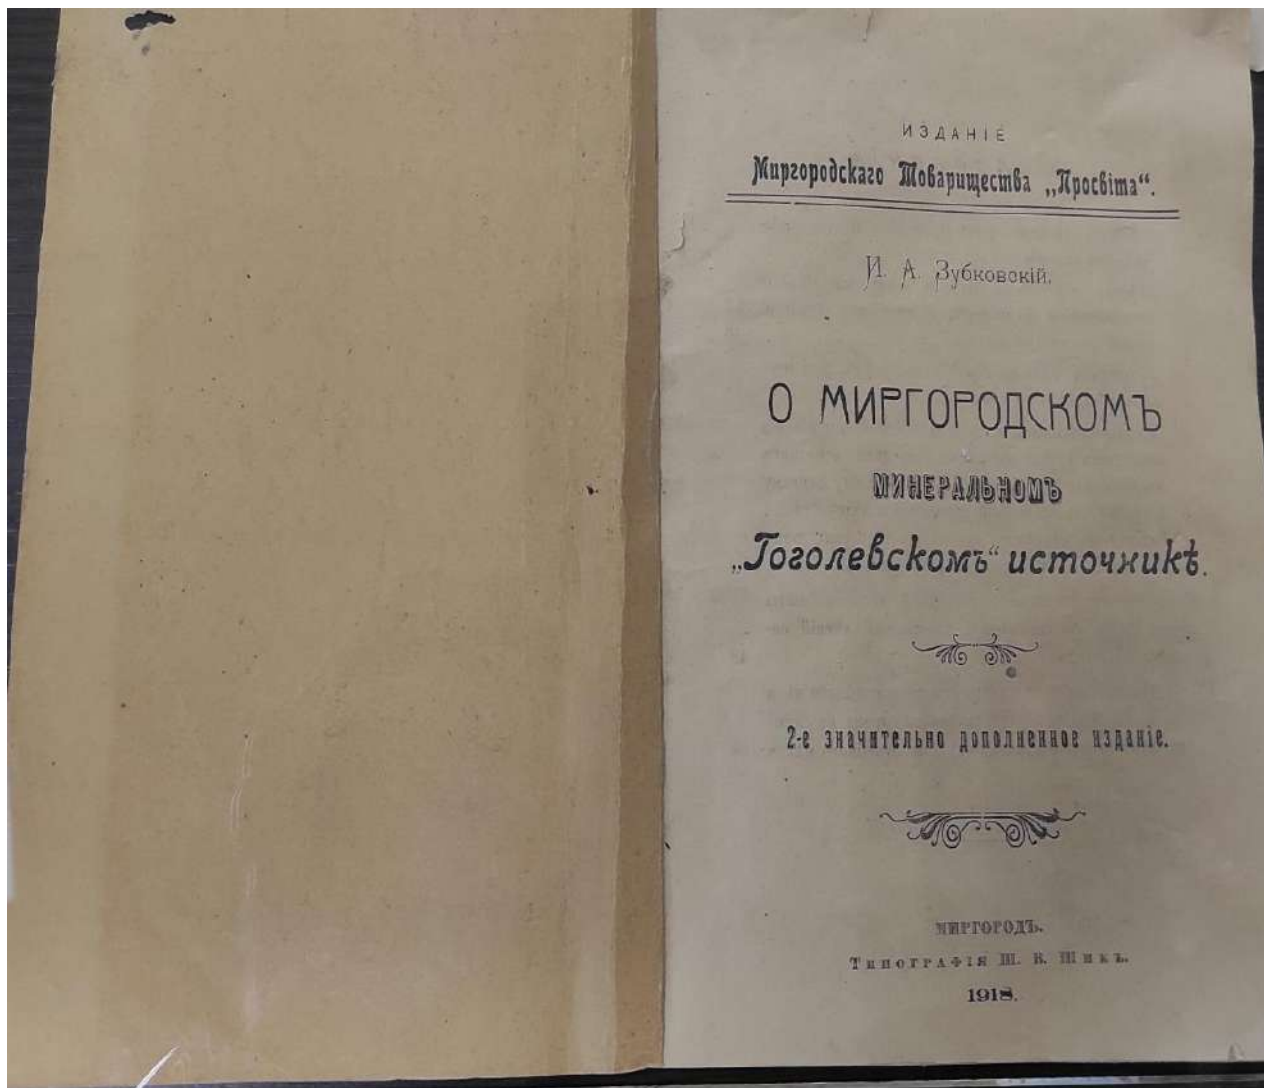 ИЗДАНІЕ
Миргородскаго Товарищества „Просвіта“.
И. А. Зубковскій.
О МИРГОРОДСКОМЪ
МИНЕРАЛЬНОМЪ
„Гоголевскомъ“ источникѣ.
2-е значительно дополненное изданіе.
МИРГОРОДЪ.
Типографія Ш. В. Шикъ.
1918.